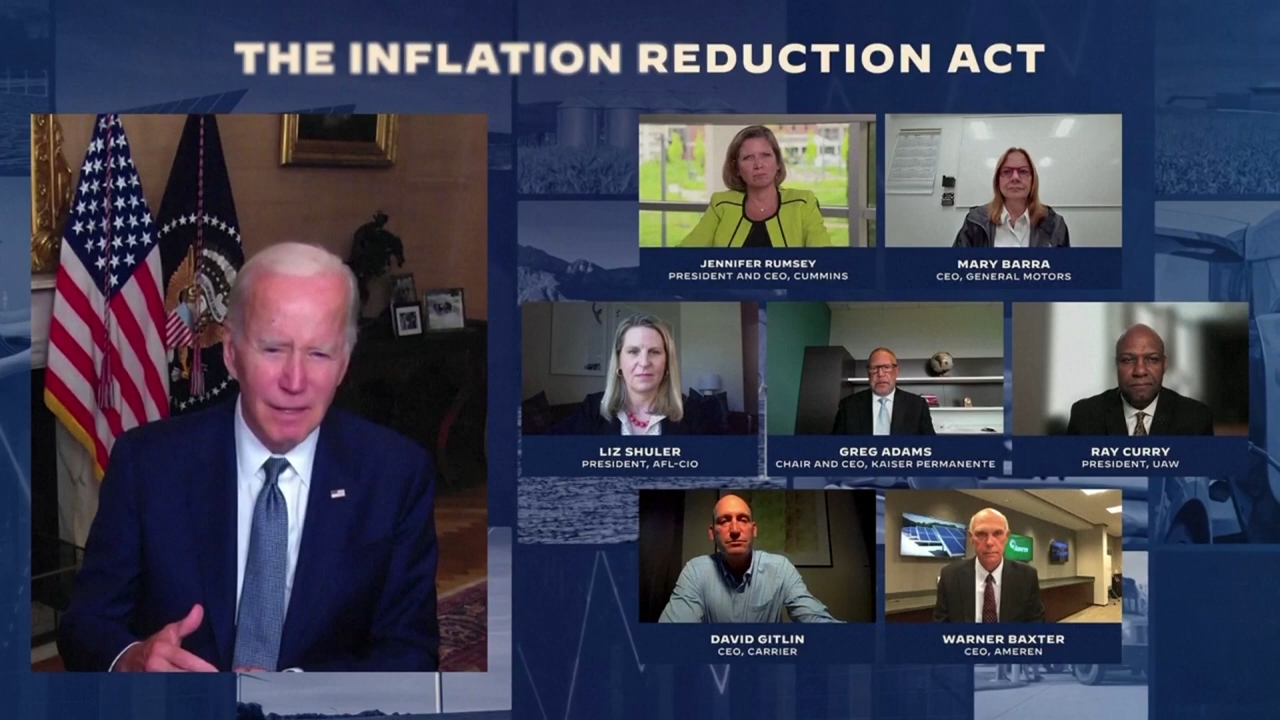 THE INFLATION REDUCTION ACT
JENNIFER RUMSEY
PRESIDENT AND CEO, CUMMINS
MARY BARRA
CEO, GENERAL MOTORS
LIZ SHULER
PRESIDENT, AFL-CIO
GREG ADAMS
CHAIR AND CEO, KAISER PERMANENTE
RAY CURRY
PRESIDENT, UAW
DAVID GITLIN
CEO, CARRIER
WARNER BAXTER
CEO, AMEREN